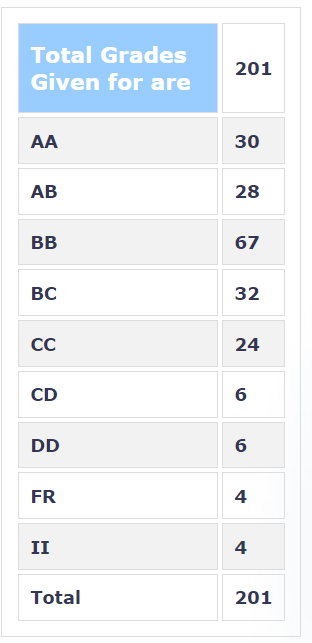 Total Grades
Given for are 201
AA 30
AB 28
BB 67
BC 32
CC 24
CD 6
DD 6
FR 4
II 4
Total 201